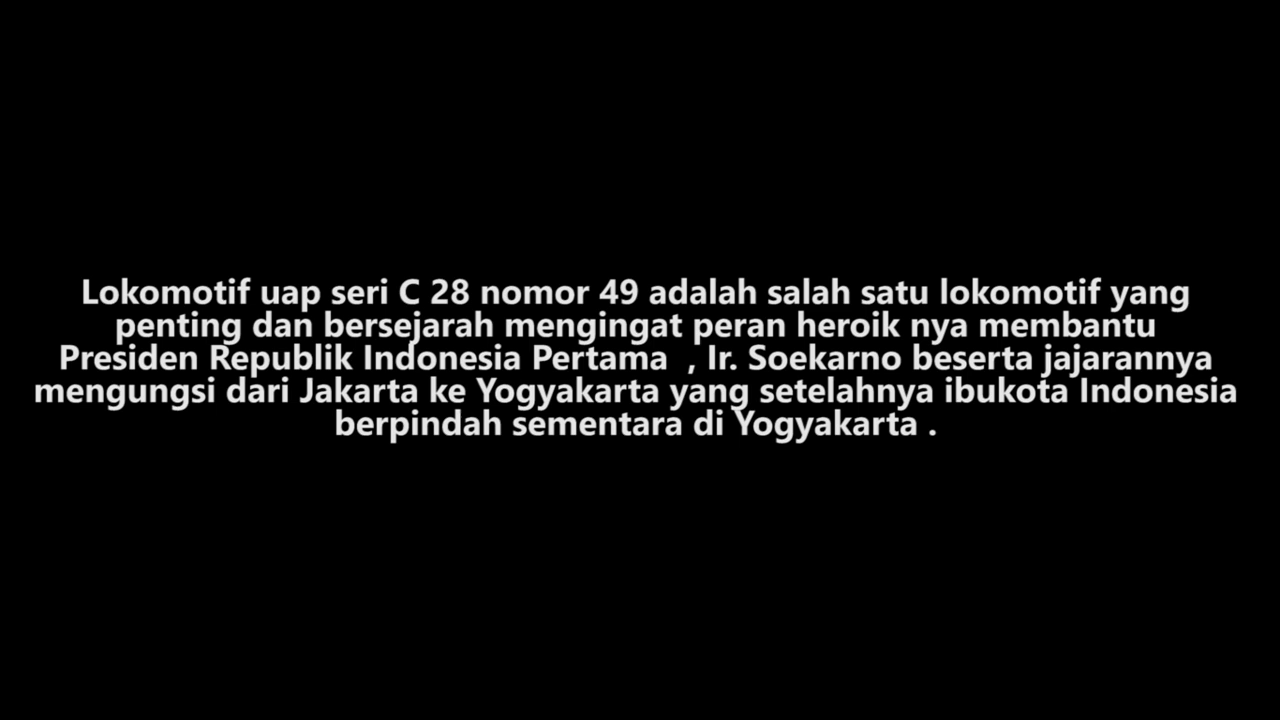 Lokomotif uap seri C 28 nomor 49 adalah salah satu lokomotif yang
penting dan bersejarah mengingat peran heroik nya membantu
Presiden Republik Indonesia Pertama  , Ir. Soekarno beserta jajarannya
mengungsi dari Jakarta ke Yogyakarta yang setelahnya ibukota Indonesia
berpindah sementara di Yogyakarta .